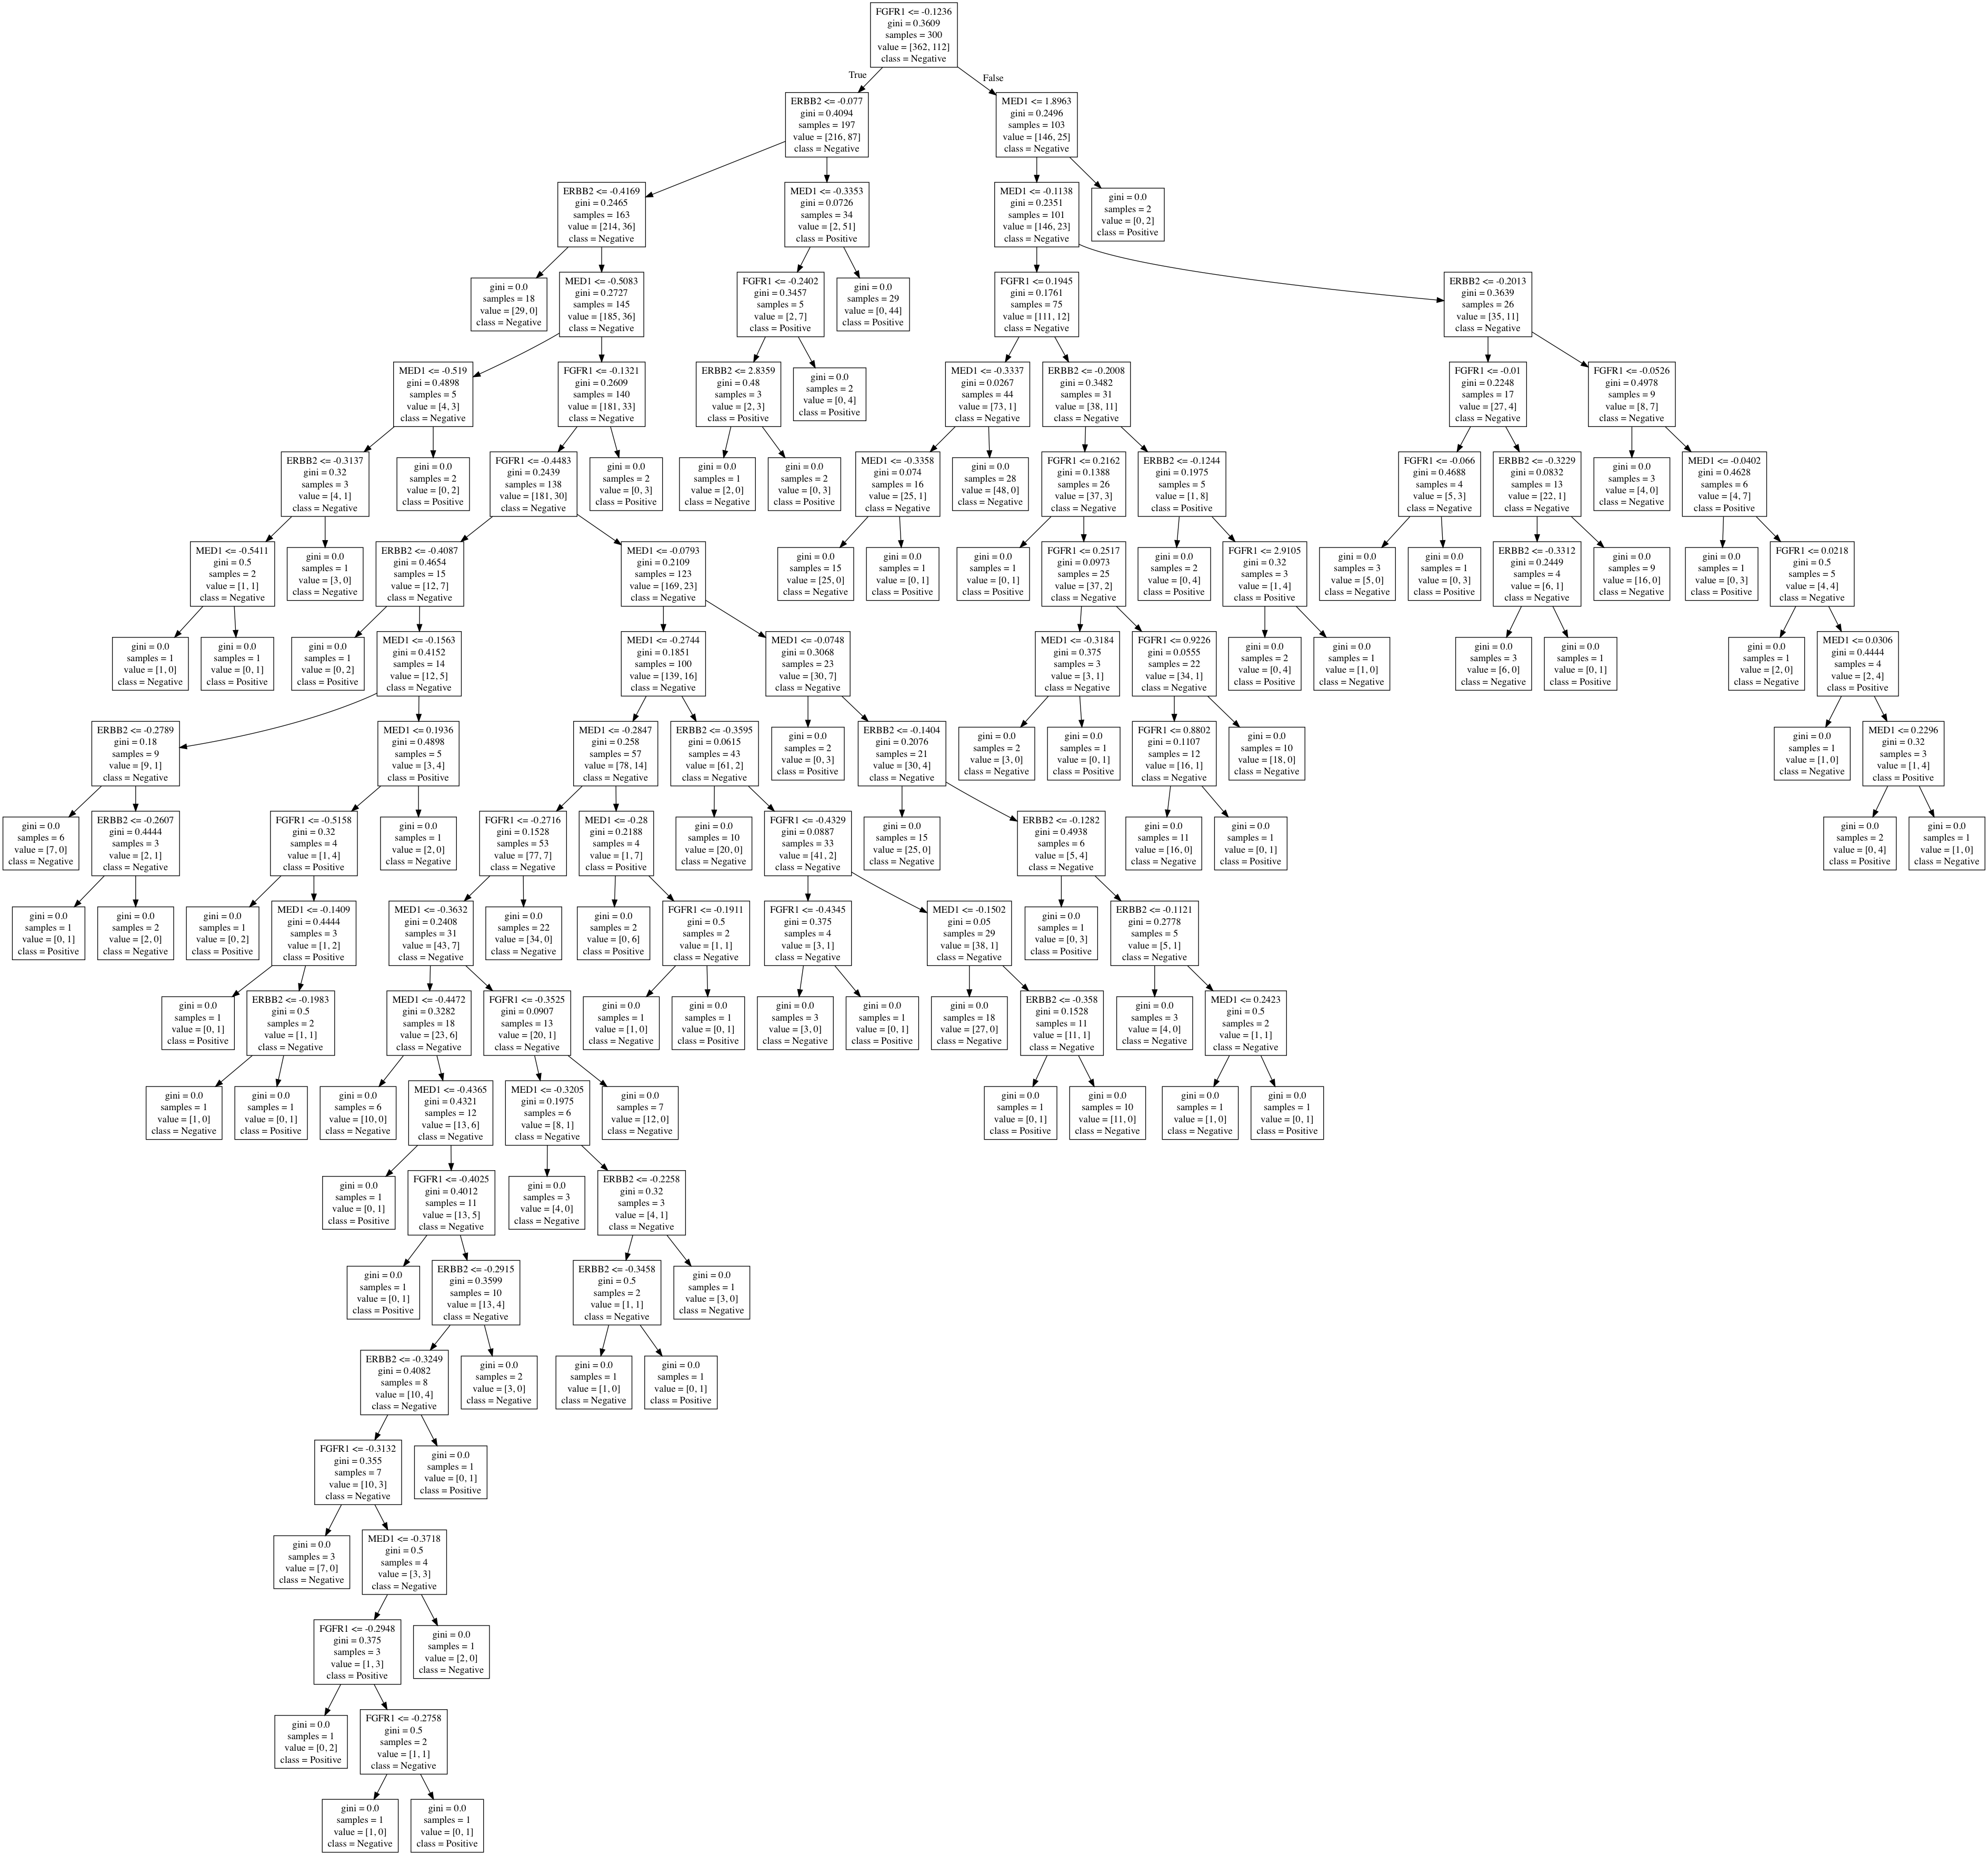 FGFR1 <= -0.1236
gini = 0.3609
samples = 300
value = [362, 112]
class = Negative
True
False
ERBB2 <= -0.077
gini = 0.4094
samples = 197
value = [216, 87]
class = Negative
MED1 <= 1.8963
gini = 0.2496
samples = 103
value = [146, 25]
class = Negative
ERBB2 <= -0.4169
gini = 0.2465
samples = 163
value = [214, 36]
class = Negative
MED1 <= -0.3353
gini = 0.0726
samples = 34
value = [2, 51]
class = Positive
MED1 <= -0.1138
gini = 0.2351
samples = 101
value = [146, 23]
class = Negative
gini = 0.0
samples = 2
value = [0, 2]
class = Positive
gini = 0.0
samples = 18
value = [29, 0]
class = Negative
MED1 <= -0.5083
gini = 0.2727
samples = 145
value = [185, 36]
class = Negative
FGFR1 <= -0.2402
gini = 0.3457
samples = 5
value = [2, 7]
class = Positive
gini = 0.0
samples = 29
value = [0, 44]
class = Positive
FGFR1 <= 0.1945
gini = 0.1761
samples = 75
value = [111, 12]
class = Negative
ERBB2 <= -0.2013
gini = 0.3639
samples = 26
value = [35, 11]
class = Negative
MED1 <= -0.519
gini = 0.4898
samples = 5
value = [4, 3]
class = Negative
FGFR1 <= -0.1321
gini = 0.2609
samples = 140
value = [181, 33]
class = Negative
ERBB2 <= 2.8359
gini = 0.48
samples = 3
value = [2, 3]
class = Positive
gini = 0.0
samples = 2
value = [0, 4]
class = Positive
MED1 <= -0.3337
gini = 0.0267
samples = 44
value = [73, 1]
class = Negative
ERBB2 <= -0.2008
gini = 0.3482
samples = 31
value = [38, 11]
class = Negative
FGFR1 <= -0.01
gini = 0.2248
samples = 17
value = [27, 4]
class = Negative
FGFR1 <= -0.0526
gini = 0.4978
samples = 9
value = [8, 7]
class = Negative
ERBB2 <= -0.3137
gini = 0.32
samples = 3
value = [4, 1]
class = Negative
gini = 0.0
samples = 2
value = [0, 2]
class = Positive
FGFR1 <= -0.4483
gini = 0.2439
samples = 138
value = [181, 30]
class = Negative
gini = 0.0
samples = 2
value = [0, 3]
class = Positive
gini = 0.0
samples = 1
value = [2, 0]
class = Negative
gini = 0.0
samples = 2
value = [0, 3]
class = Positive
MED1 <= -0.3358
gini = 0.074
samples = 16
value = [25, 1]
class = Negative
gini = 0.0
samples = 28
value = [48, 0]
class = Negative
FGFR1 <= 0.2162
gini = 0.1388
samples = 26
value = [37, 3]
class = Negative
ERBB2 <= -0.1244
gini = 0.1975
samples = 5
value = [1, 8]
class = Positive
FGFR1 <= -0.066
gini = 0.4688
samples = 4
value = [5, 3]
class = Negative
ERBB2 <= -0.3229
gini = 0.0832
samples = 13
value = [22, 1]
class = Negative
gini = 0.0
samples = 3
value = [4, 0]
class = Negative
MED1 <= -0.0402
gini = 0.4628
samples = 6
value = [4, 7]
class = Positive
MED1 <= -0.5411
gini = 0.5
samples = 2
value = [1, 1]
class = Negative
gini = 0.0
samples = 1
value = [3, 0]
class = Negative
ERBB2 <= -0.4087
gini = 0.4654
samples = 15
value = [12, 7]
class = Negative
MED1 <= -0.0793
gini = 0.2109
samples = 123
value = [169, 23]
class = Negative
gini = 0.0
samples = 15
value = [25, 0]
class = Negative
gini = 0.0
samples = 1
value = [0, 1]
class = Positive
gini = 0.0
samples = 1
value = [0, 1]
class = Positive
FGFR1 <= 0.2517
gini = 0.0973
samples = 25
value = [37, 2]
class = Negative
gini = 0.0
samples = 2
value = [0, 4]
class = Positive
FGFR1 <= 2.9105
gini = 0.32
samples = 3
value = [1, 4]
class = Positive
gini = 0.0
samples = 3
value = [5, 0]
class = Negative
gini = 0.0
samples = 1
value = [0, 3]
class = Positive
ERBB2 <= -0.3312
gini = 0.2449
samples = 4
value = [6, 1]
class = Negative
gini = 0.0
samples = 9
value = [16, 0]
class = Negative
gini = 0.0
samples = 1
value = [0, 3]
class = Positive
FGFR1 <= 0.0218
gini = 0.5
samples = 5
value = [4, 4]
class = Negative
gini = 0.0
samples = 1
value = [1, 0]
class = Negative
gini = 0.0
samples = 1
value = [0, 1]
class = Positive
gini = 0.0
samples = 1
value = [0, 2]
class = Positive
MED1 <= -0.1563
gini = 0.4152
samples = 14
value = [12, 5]
class = Negative
MED1 <= -0.2744
gini = 0.1851
samples = 100
value = [139, 16]
class = Negative
MED1 <= -0.0748
gini = 0.3068
samples = 23
value = [30, 7]
class = Negative
MED1 <= -0.3184
gini = 0.375
samples = 3
value = [3, 1]
class = Negative
FGFR1 <= 0.9226
gini = 0.0555
samples = 22
value = [34, 1]
class = Negative
gini = 0.0
samples = 2
value = [0, 4]
class = Positive
gini = 0.0
samples = 1
value = [1, 0]
class = Negative
gini = 0.0
samples = 3
value = [6, 0]
class = Negative
gini = 0.0
samples = 1
value = [0, 1]
class = Positive
gini = 0.0
samples = 1
value = [2, 0]
class = Negative
MED1 <= 0.0306
gini = 0.4444
samples = 4
value = [2, 4]
class = Positive
ERBB2 <= -0.2789
gini = 0.18
samples = 9
value = [9, 1]
class = Negative
MED1 <= 0.1936
gini = 0.4898
samples = 5
value = [3, 4]
class = Positive
MED1 <= -0.2847
gini = 0.258
samples = 57
value = [78, 14]
class = Negative
ERBB2 <= -0.3595
gini = 0.0615
samples = 43
value = [61, 2]
class = Negative
gini = 0.0
samples = 2
value = [0, 3]
class = Positive
ERBB2 <= -0.1404
gini = 0.2076
samples = 21
value = [30, 4]
class = Negative
gini = 0.0
samples = 2
value = [3, 0]
class = Negative
gini = 0.0
samples = 1
value = [0, 1]
class = Positive
FGFR1 <= 0.8802
gini = 0.1107
samples = 12
value = [16, 1]
class = Negative
gini = 0.0
samples = 10
value = [18, 0]
class = Negative
gini = 0.0
samples = 1
value = [1, 0]
class = Negative
MED1 <= 0.2296
gini = 0.32
samples = 3
value = [1, 4]
class = Positive
gini = 0.0
samples = 6
value = [7, 0]
class = Negative
ERBB2 <= -0.2607
gini = 0.4444
samples = 3
value = [2, 1]
class = Negative
FGFR1 <= -0.5158
gini = 0.32
samples = 4
value = [1, 4]
class = Positive
gini = 0.0
samples = 1
value = [2, 0]
class = Negative
FGFR1 <= -0.2716
gini = 0.1528
samples = 53
value = [77, 7]
class = Negative
MED1 <= -0.28
gini = 0.2188
samples = 4
value = [1, 7]
class = Positive
gini = 0.0
samples = 10
value = [20, 0]
class = Negative
FGFR1 <= -0.4329
gini = 0.0887
samples = 33
value = [41, 2]
class = Negative
gini = 0.0
samples = 15
value = [25, 0]
class = Negative
ERBB2 <= -0.1282
gini = 0.4938
samples = 6
value = [5, 4]
class = Negative
gini = 0.0
samples = 11
value = [16, 0]
class = Negative
gini = 0.0
samples = 1
value = [0, 1]
class = Positive
gini = 0.0
samples = 2
value = [0, 4]
class = Positive
gini = 0.0
samples = 1
value = [1, 0]
class = Negative
gini = 0.0
samples = 1
value = [0, 1]
class = Positive
gini = 0.0
samples = 2
value = [2, 0]
class = Negative
gini = 0.0
samples = 1
value = [0, 2]
class = Positive
MED1 <= -0.1409
gini = 0.4444
samples = 3
value = [1, 2]
class = Positive
MED1 <= -0.3632
gini = 0.2408
samples = 31
value = [43, 7]
class = Negative
gini = 0.0
samples = 22
value = [34, 0]
class = Negative
gini = 0.0
samples = 2
value = [0, 6]
class = Positive
FGFR1 <= -0.1911
gini = 0.5
samples = 2
value = [1, 1]
class = Negative
FGFR1 <= -0.4345
gini = 0.375
samples = 4
value = [3, 1]
class = Negative
MED1 <= -0.1502
gini = 0.05
samples = 29
value = [38, 1]
class = Negative
gini = 0.0
samples = 1
value = [0, 3]
class = Positive
ERBB2 <= -0.1121
gini = 0.2778
samples = 5
value = [5, 1]
class = Negative
gini = 0.0
samples = 1
value = [0, 1]
class = Positive
ERBB2 <= -0.1983
gini = 0.5
samples = 2
value = [1, 1]
class = Negative
MED1 <= -0.4472
gini = 0.3282
samples = 18
value = [23, 6]
class = Negative
FGFR1 <= -0.3525
gini = 0.0907
samples = 13
value = [20, 1]
class = Negative
gini = 0.0
samples = 1
value = [1, 0]
class = Negative
gini = 0.0
samples = 1
value = [0, 1]
class = Positive
gini = 0.0
samples = 3
value = [3, 0]
class = Negative
gini = 0.0
samples = 1
value = [0, 1]
class = Positive
gini = 0.0
samples = 18
value = [27, 0]
class = Negative
ERBB2 <= -0.358
gini = 0.1528
samples = 11
value = [11, 1]
class = Negative
gini = 0.0
samples = 3
value = [4, 0]
class = Negative
MED1 <= 0.2423
gini = 0.5
samples = 2
value = [1, 1]
class = Negative
gini = 0.0
samples = 1
value = [1, 0]
class = Negative
gini = 0.0
samples = 1
value = [0, 1]
class = Positive
gini = 0.0
samples = 6
value = [10, 0]
class = Negative
MED1 <= -0.4365
gini = 0.4321
samples = 12
value = [13, 6]
class = Negative
MED1 <= -0.3205
gini = 0.1975
samples = 6
value = [8, 1]
class = Negative
gini = 0.0
samples = 7
value = [12, 0]
class = Negative
gini = 0.0
samples = 1
value = [0, 1]
class = Positive
gini = 0.0
samples = 10
value = [11, 0]
class = Negative
gini = 0.0
samples = 1
value = [1, 0]
class = Negative
gini = 0.0
samples = 1
value = [0, 1]
class = Positive
gini = 0.0
samples = 1
value = [0, 1]
class = Positive
FGFR1 <= -0.4025
gini = 0.4012
samples = 11
value = [13, 5]
class = Negative
gini = 0.0
samples = 3
value = [4, 0]
class = Negative
ERBB2 <= -0.2258
gini = 0.32
samples = 3
value = [4, 1]
class = Negative
gini = 0.0
samples = 1
value = [0, 1]
class = Positive
ERBB2 <= -0.2915
gini = 0.3599
samples = 10
value = [13, 4]
class = Negative
ERBB2 <= -0.3458
gini = 0.5
samples = 2
value = [1, 1]
class = Negative
gini = 0.0
samples = 1
value = [3, 0]
class = Negative
ERBB2 <= -0.3249
gini = 0.4082
samples = 8
value = [10, 4]
class = Negative
gini = 0.0
samples = 2
value = [3, 0]
class = Negative
gini = 0.0
samples = 1
value = [1, 0]
class = Negative
gini = 0.0
samples = 1
value = [0, 1]
class = Positive
FGFR1 <= -0.3132
gini = 0.355
samples = 7
value = [10, 3]
class = Negative
gini = 0.0
samples = 1
value = [0, 1]
class = Positive
gini = 0.0
samples = 3
value = [7, 0]
class = Negative
MED1 <= -0.3718
gini = 0.5
samples = 4
value = [3, 3]
class = Negative
FGFR1 <= -0.2948
gini = 0.375
samples = 3
value = [1, 3]
class = Positive
gini = 0.0
samples = 1
value = [2, 0]
class = Negative
gini = 0.0
samples = 1
value = [0, 2]
class = Positive
FGFR1 <= -0.2758
gini = 0.5
samples = 2
value = [1, 1]
class = Negative
gini = 0.0
samples = 1
value = [1, 0]
class = Negative
gini = 0.0
samples = 1
value = [0, 1]
class = Positive